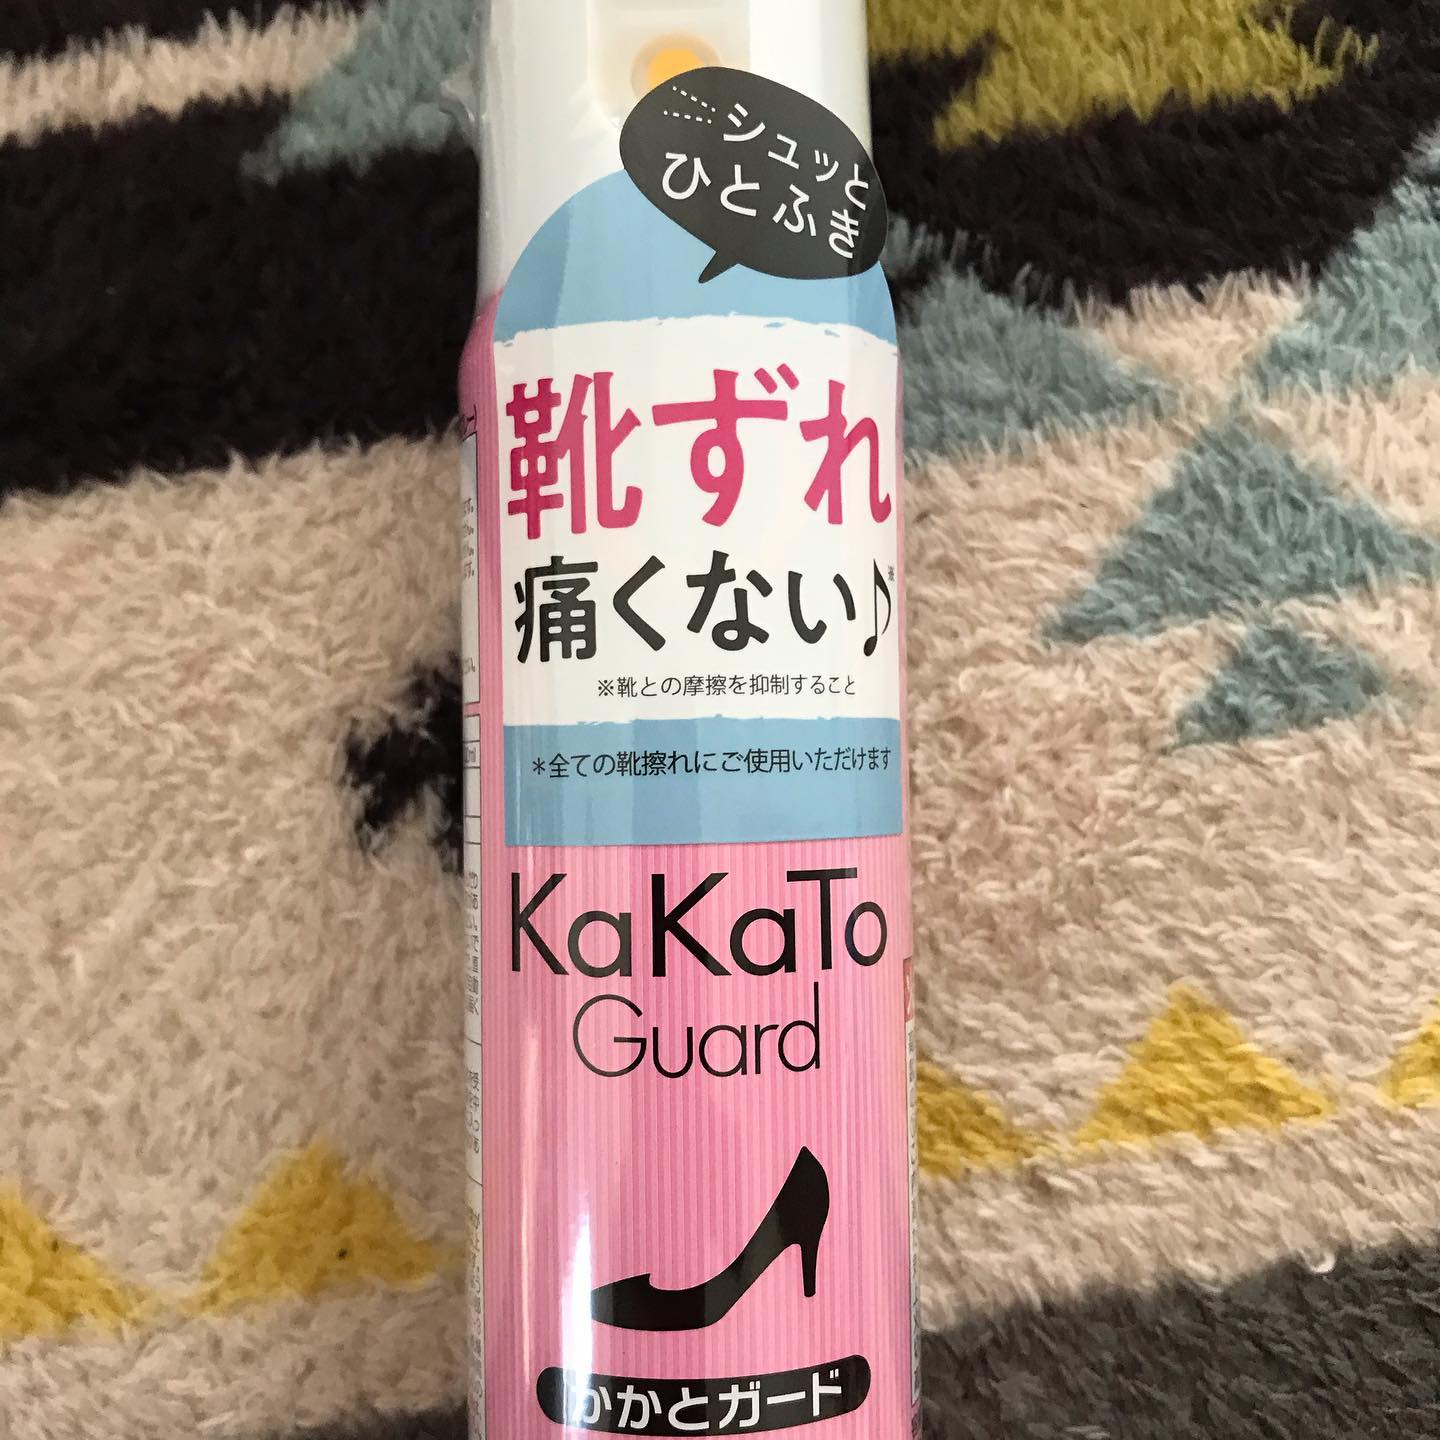 シュッと
ひとふき
靴ずれ
痛くない♪※
※靴との摩擦を抑制すること
＊全ての靴擦れにご使用いただけます
KaKaTo
Guard
かかとガード